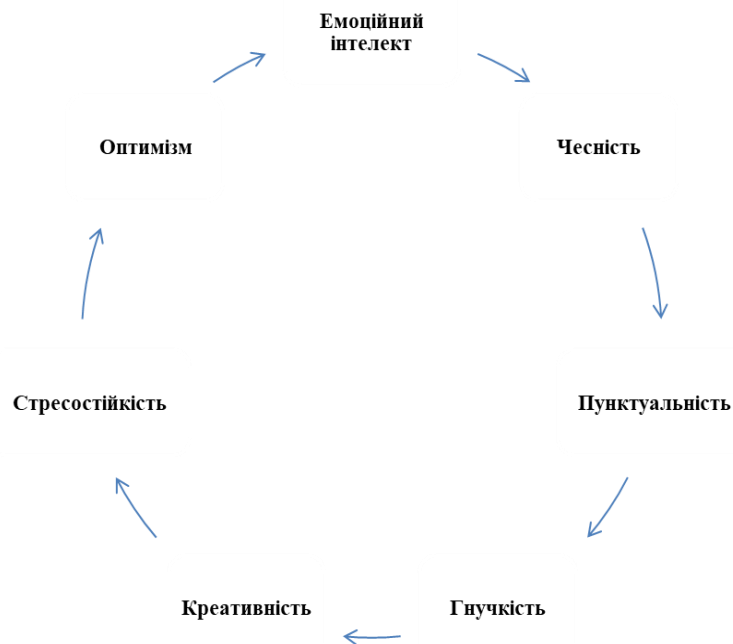 Емоційний
інтелект
Чесність
Пунктуальність
Гнучкість
Креативність
Стресостійкість
Оптимізм